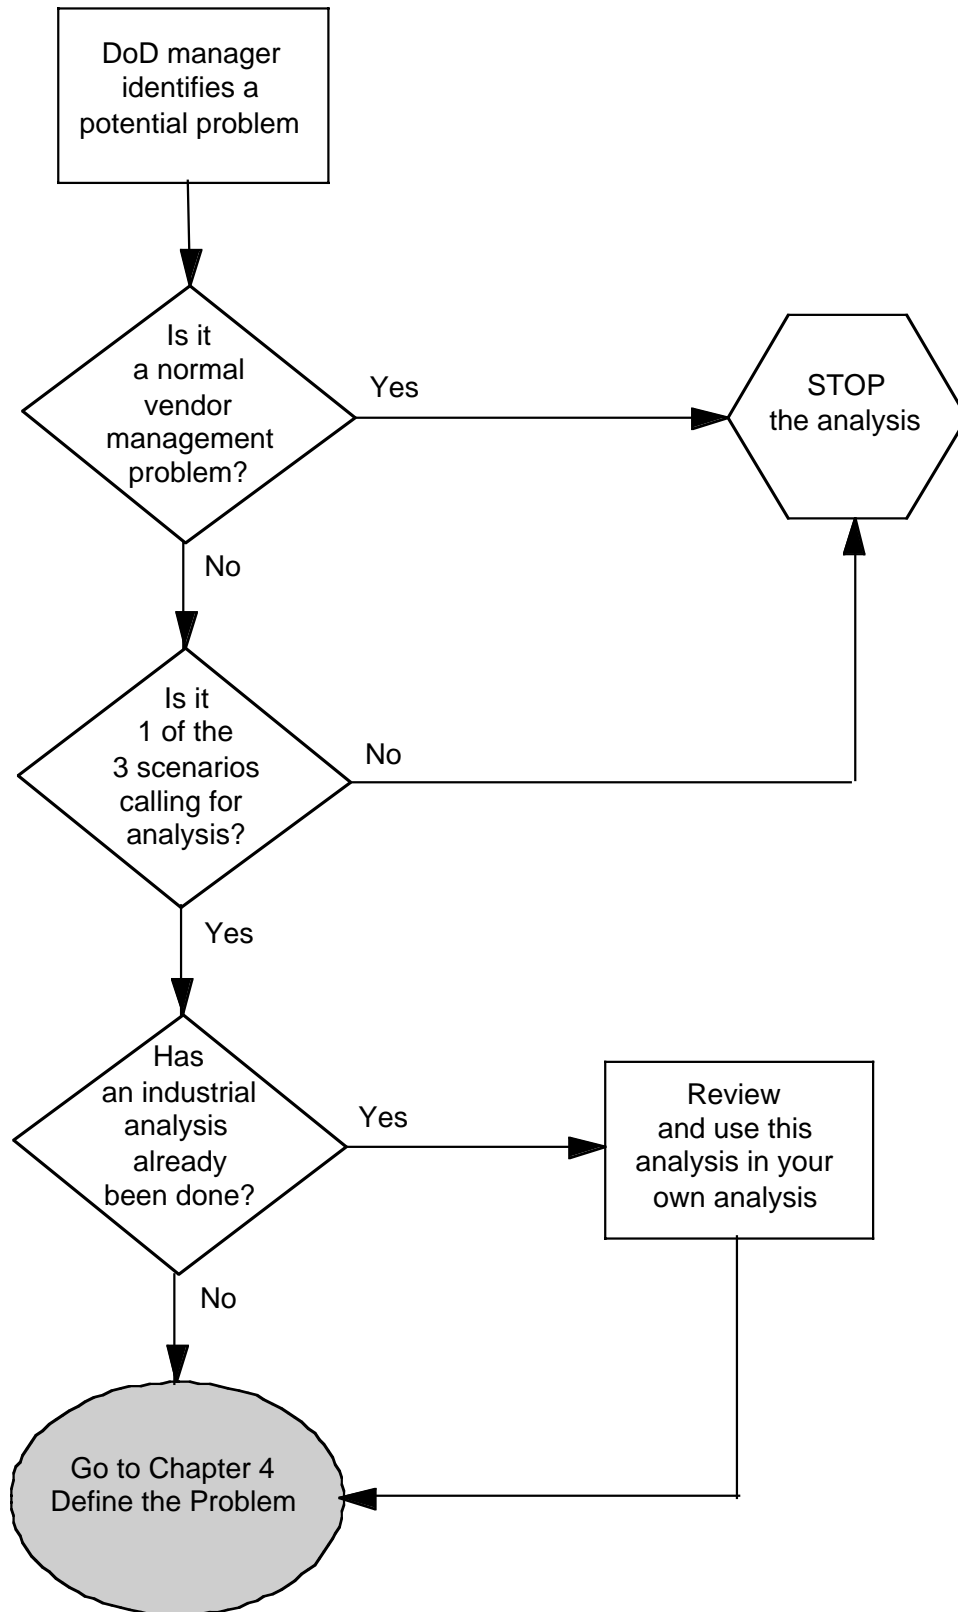 DoD manager
identifies a
potential problem
Is it
a normal
vendor
management
problem?
Yes
STOP
the analysis
No
Is it
1 of the
3 scenarios
calling for
analysis?
No
Yes
Has
an industrial
analysis
already
been done?
Yes
Review
and use this
analysis in your
own analysis
No
Go to Chapter 4
Define the Problem